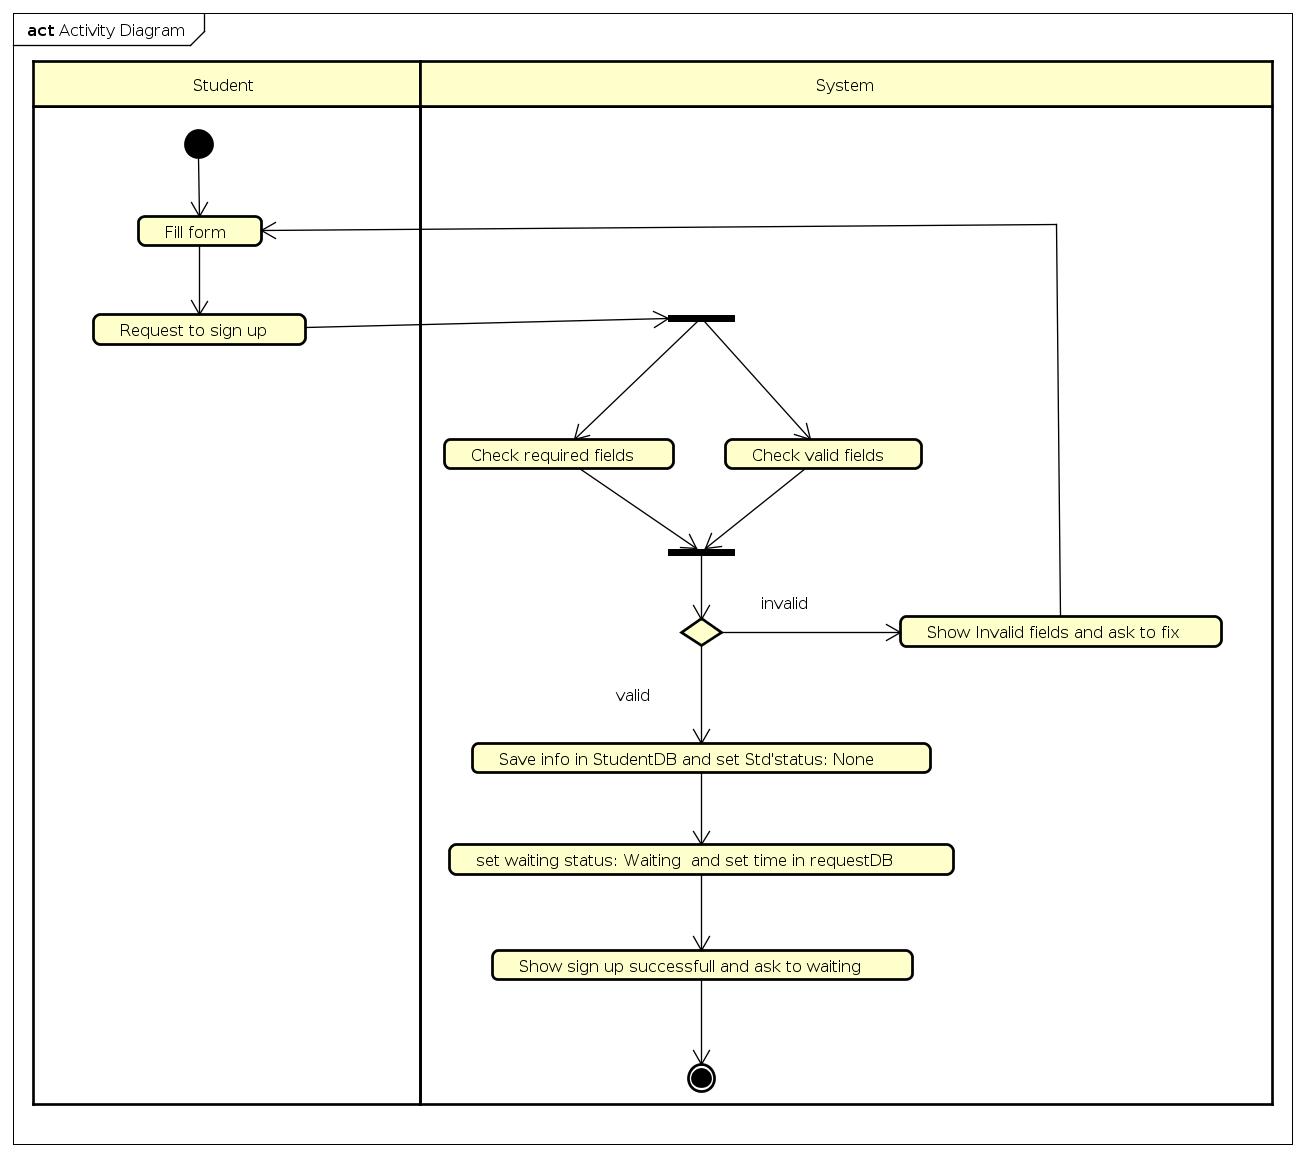 act Activity Diagram
Student
System
Fill form
Request to sign up
Check required fields
Check valid fields
invalid
Show Invalid fields and ask to fix
valid
Save info in StudentDB and set Std'status: None
set waiting status: Waiting  and set time in requestDB
Show sign up successfull and ask to waiting